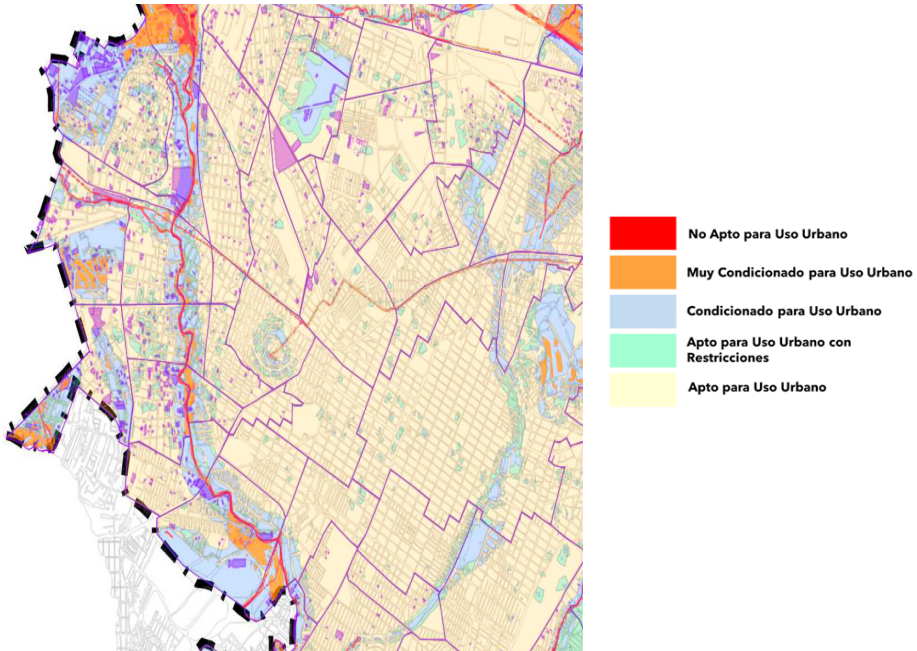 No Apto para Uso Urbano
Muy Condicionado para Uso Urbano
Condicionado para Uso Urbano
Apto para Uso Urbano con
Restricciones
Apto para Uso Urbano